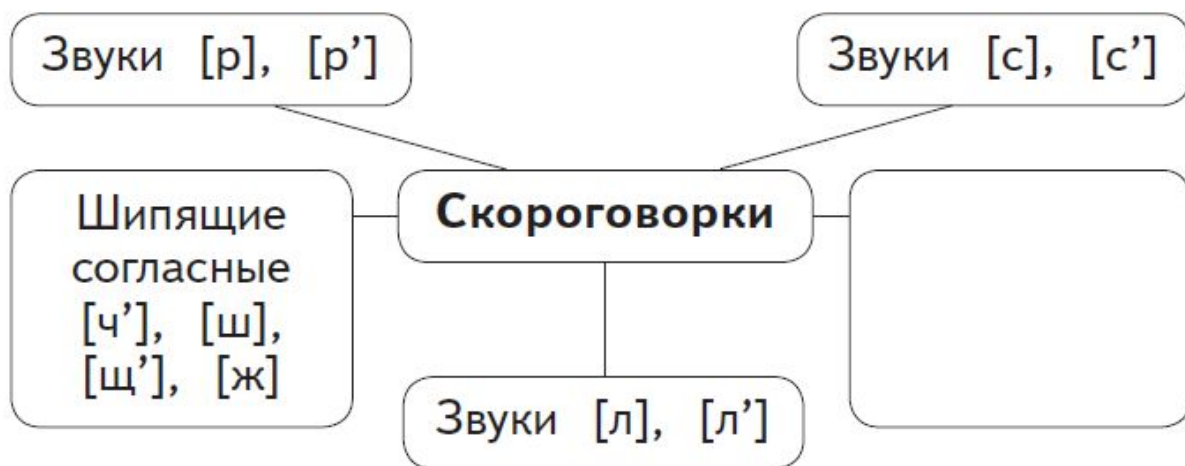 Звуки [р], [р’]
Звуки [с], [с’]
Шипящие
согласные
[ч’], [ш],
[щ’], [ж]
Скороговорки
Звуки [л], [л’]